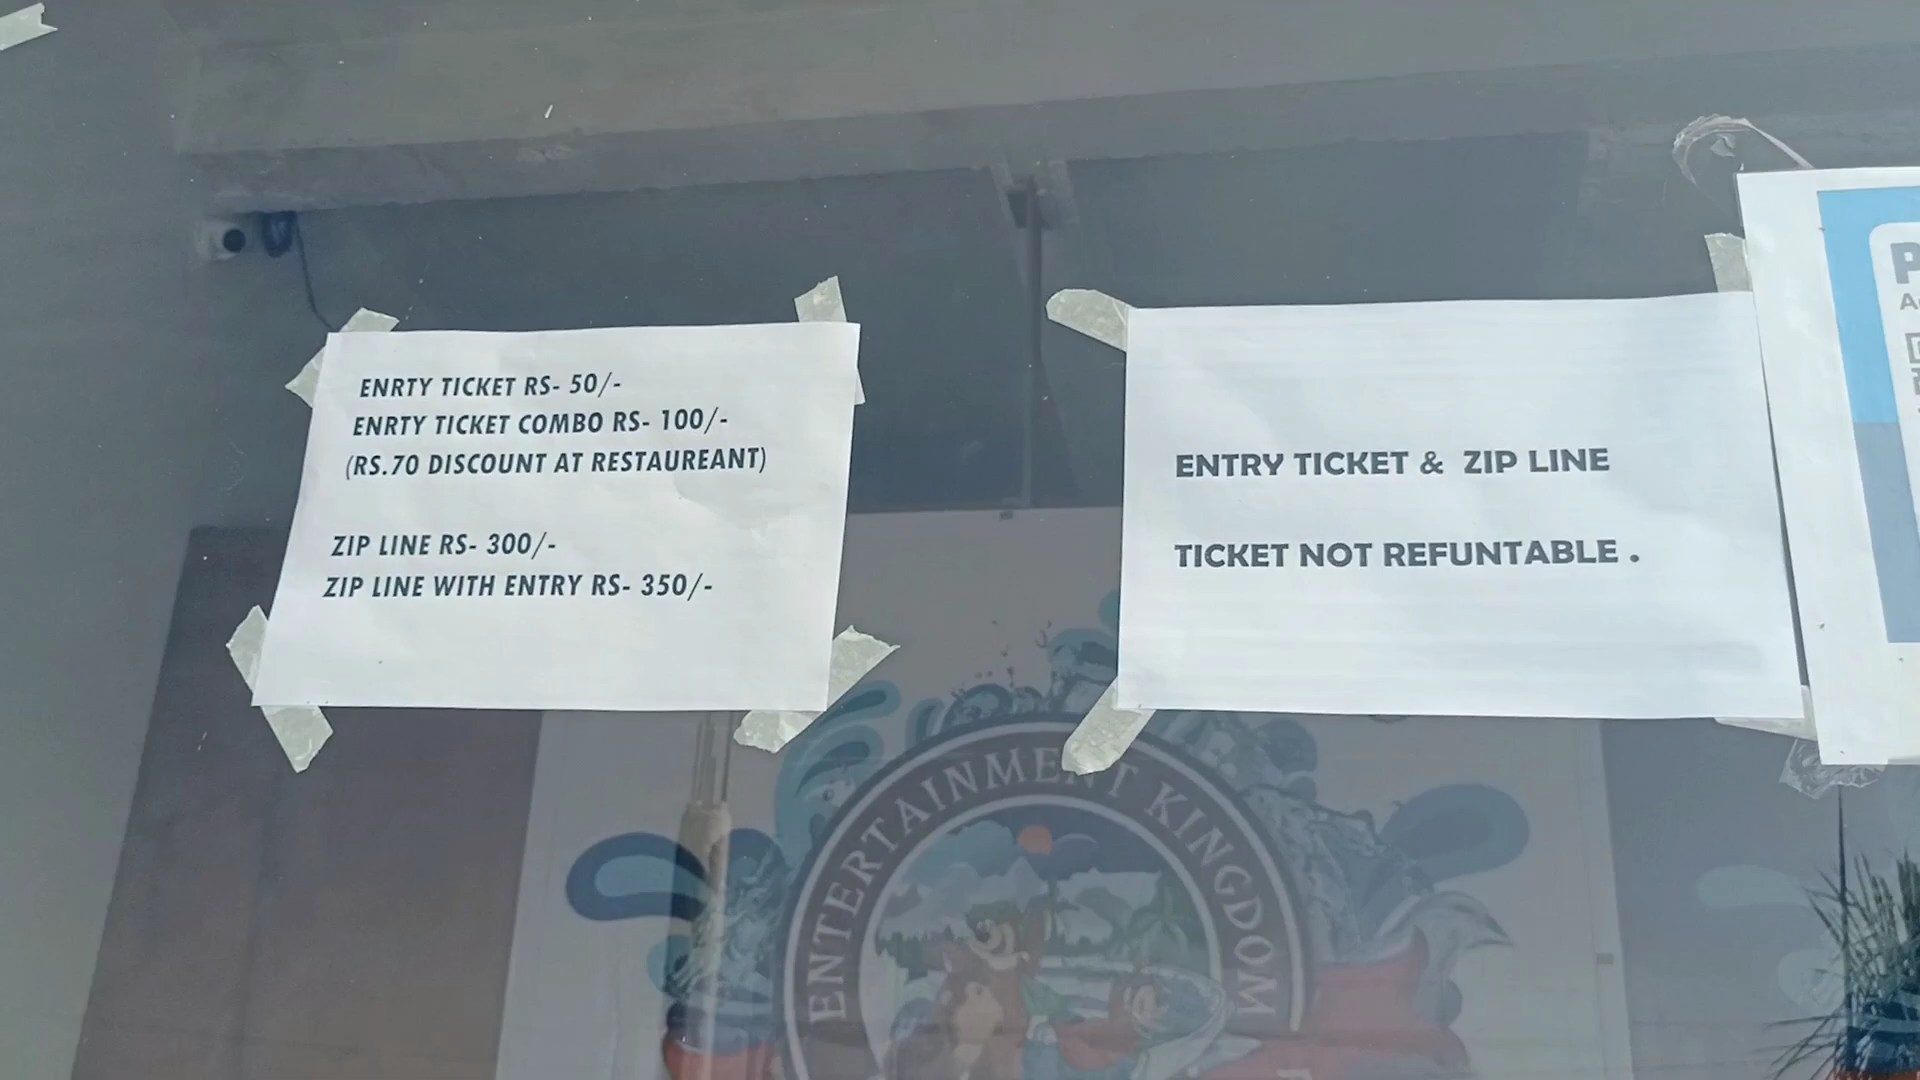 ENRTY TICKET RS- 50/-
ENRTY TICKET COMBO RS- 100/-
(RS.70 DISCOUNT AT RESTAUREANT)
ZIP LINE RS- 300/-
ZIP LINE WITH ENTRY RS- 350/-
ENTRY TICKET & ZIP LINE
TICKET NOT REFUNTABLE .
ENTERTAINMENT KINGDOM